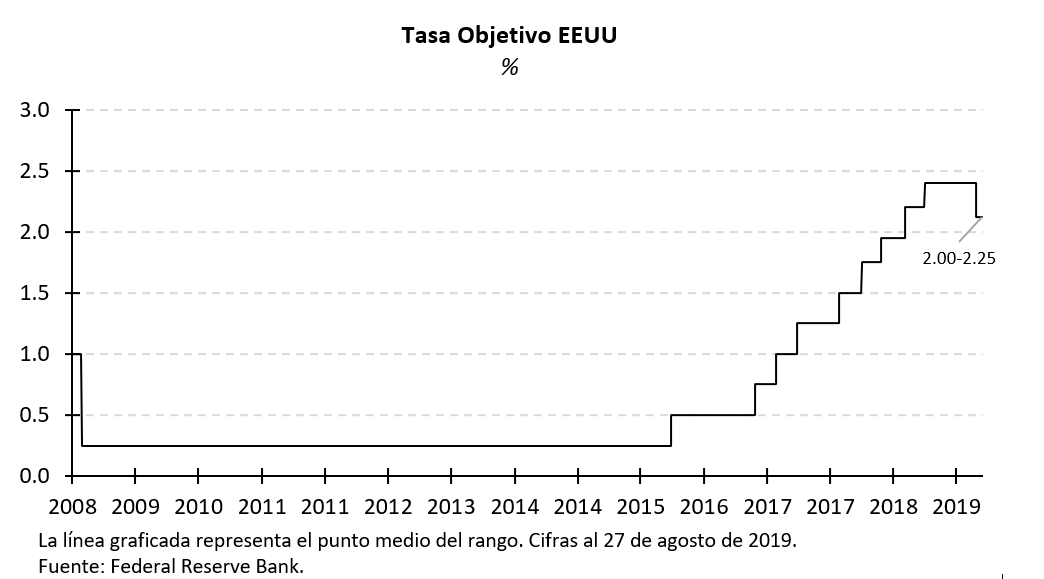 Tasa Objetivo EEUU
%
3.0
2.5
2.0
1.5
1.0
0.5
0.0
2.00-2.25
2008 2009 2010 2011 2011 2012 2013 2014 2014 2015 2016 2017 2017 2018 2019
La línea graficada representa el punto medio del rango. Cifras al 27 de agosto de 2019.
Fuente: Federal Reserve Bank.